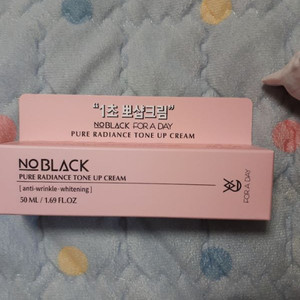 "1초 뽀샵크림"
NOBLACK FOR A DAY
PURE RADIANCE TONE UP CREAM
NOBLACK
PURE RADIANCE TONE UP CREAM
[ anti-wrinkle·whitening ]
50 ML / 1.69 FL.OZ
FOR A DAY